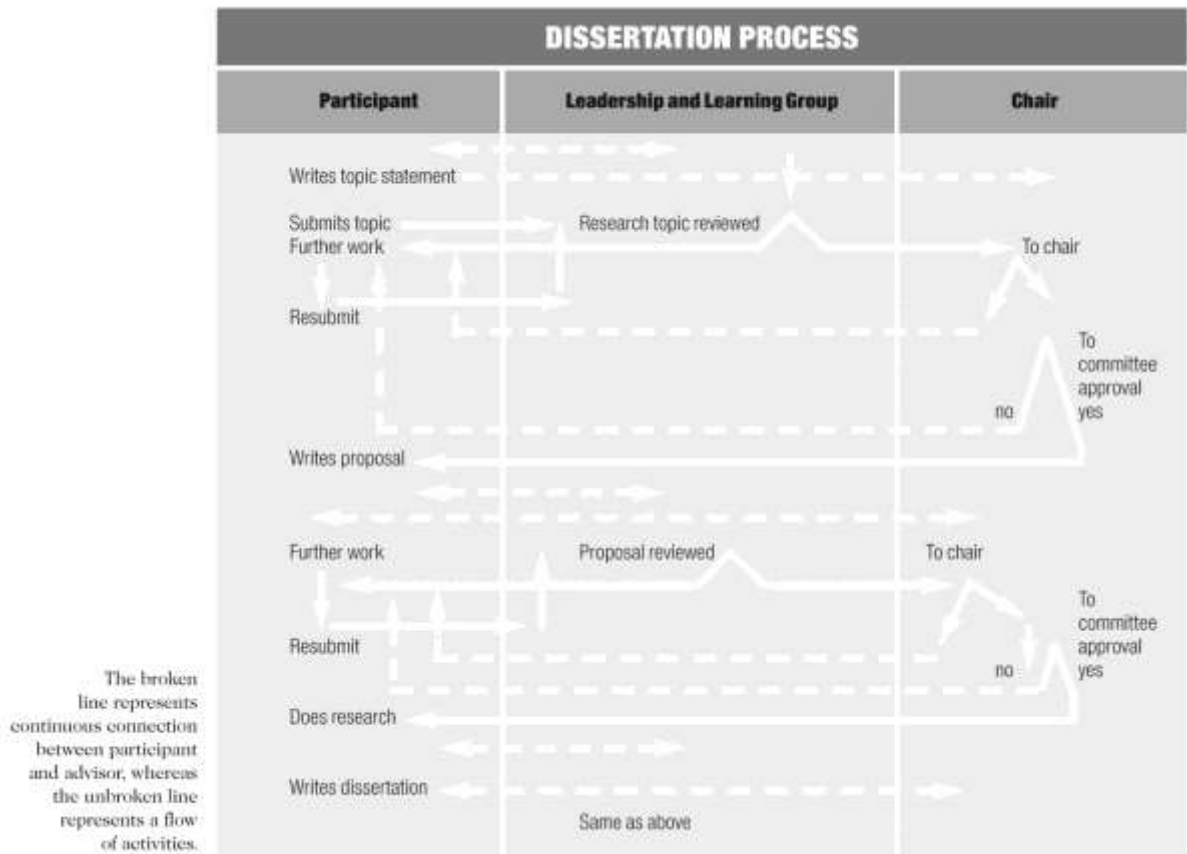 DISSERTATION PROCESS
Participant
Leadership and Learning Group
Chair
Writes topic statement
Submits topic
Research topic reviewed
Further work
To chair
Resubmit
To
committee
approval
no
yes
Writes proposal
Further work
Proposal reviewed
To chair
To
committee
approval
Resubmit
no
yes
Does research
Writes dissertation
Same as above
The broken
line represents
continuous connection
between participant
and advisor, whereas
the unbroken line
represents a flow
of activities.